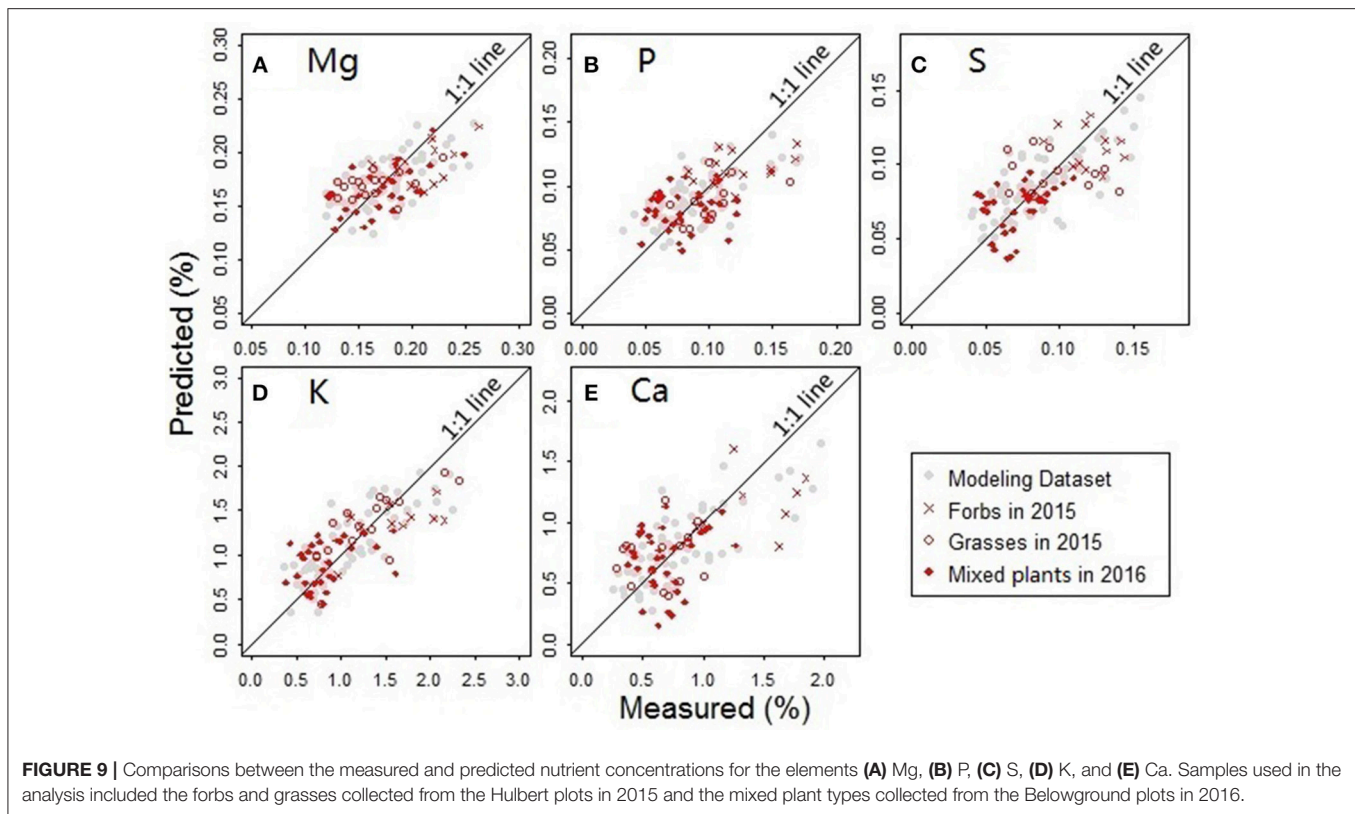 A Mg 1:1 line
B P 1:1 line
C S 1:1 line
0.05 0.10 0.15 0.20 0.25 0.30
0.00 0.05 0.10 0.15 0.20
0.00 0.05 0.10 0.15
0.05 0.10 0.15 0.20 0.25 0.30
0.00 0.05 0.10 0.15 0.20
0.00 0.05 0.10 0.15
Predicted (%)
D K 1:1 line
E Ca 1:1 line
0.0 0.5 1.0 1.5 2.0 2.5 3.0
0.0 0.5 1.0 1.5 2.0
0.0 0.5 1.0 1.5 2.0 2.5 3.0
0.5 1.0 1.5 2.0
Measured (%)
Modeling Dataset
Forbs in 2015
Grasses in 2015
Mixed plants in 2016
FIGURE 9 | Comparisons between the measured and predicted nutrient concentrations for the elements (A) Mg, (B) P, (C) S, (D) K, and (E) Ca. Samples used in the
analysis included the forbs and grasses collected from the Hulbert plots in 2015 and the mixed plant types collected from the Belowground plots in 2016.